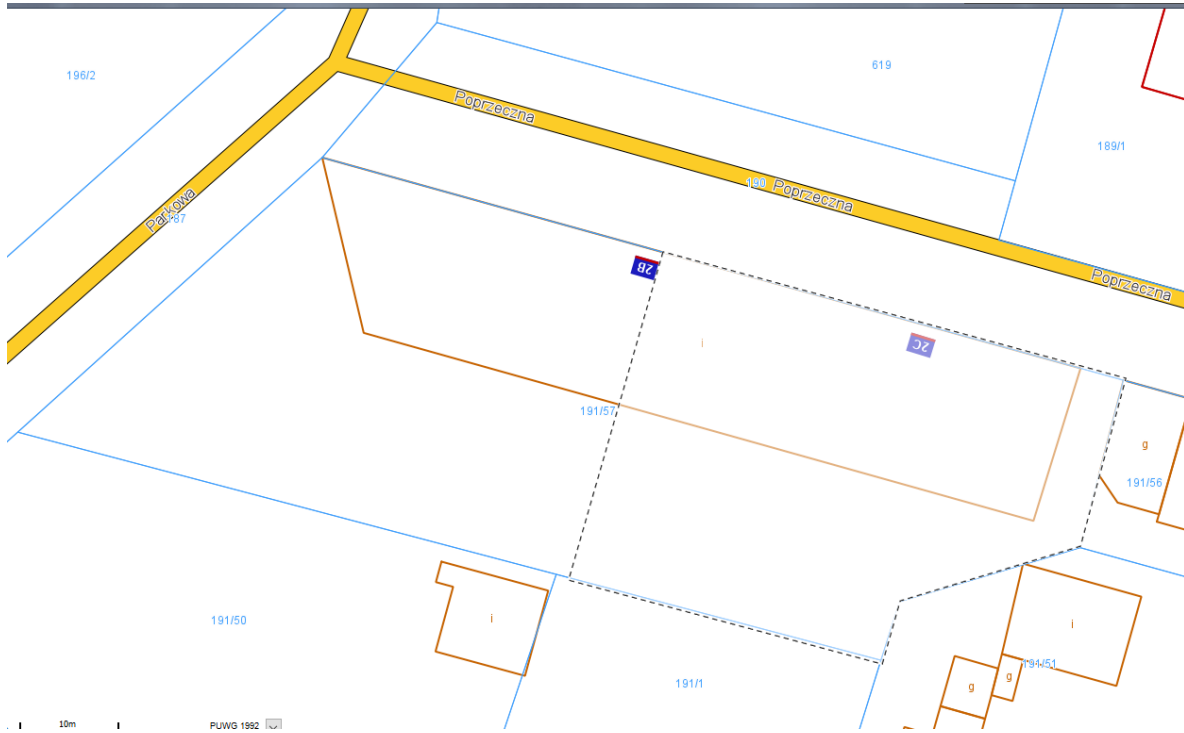 196/2
619
Poprzeczna
189/1
190
Poprzeczna
Parkowa
187
2B
Poprzeczna
i
2C
191/57
g
191/56
191/50
i
i
191/51
g
g
191/1
10m
PUWG 1992